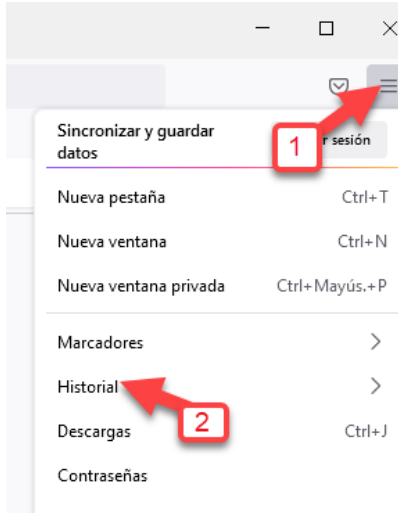 Sincronizar y guardar
datos
r sesión
1
Nueva pestaña Ctrl+T
Nueva ventana Ctrl+N
Nueva ventana privada Ctrl+Mayús.+P
Marcadores
Historial
2
Descargas Ctrl+J
Contraseñas